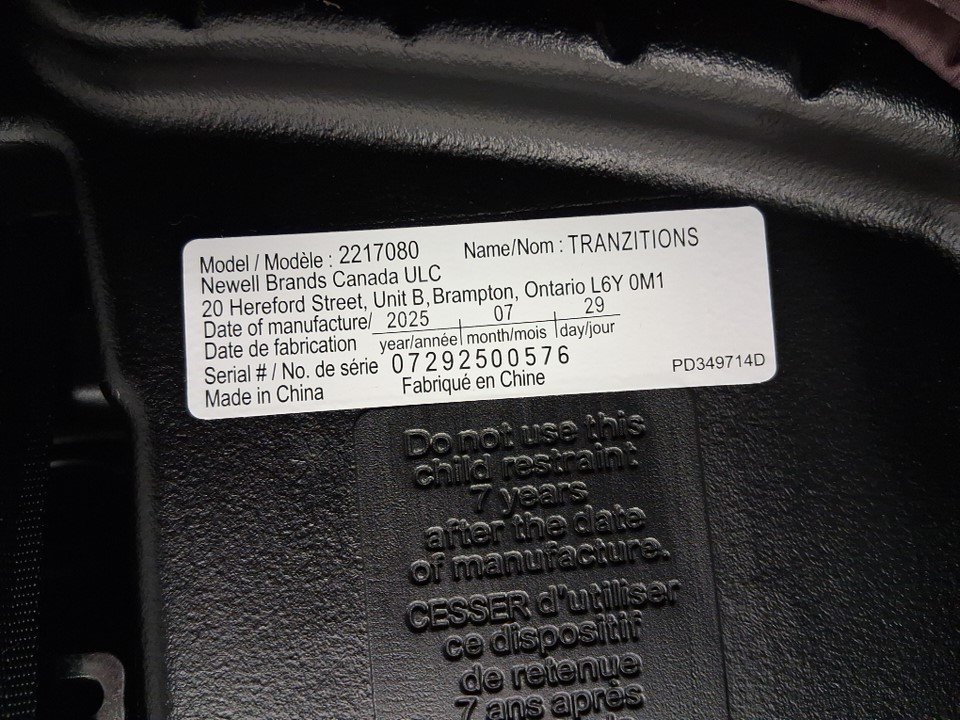 Model / Modèle : 2217080 Name/Nom : TRANZITIONS
Newell Brands Canada ULC
20 Hereford Street, Unit B, Brampton, Ontario L6Y 0M1
Date of manufacture/ 2025 07 29
Date de fabrication year/année month/mois day/jour
Serial # / No. de série 07292500576
Made in China Fabriqué en Chine PD349714D
Do not use this
child restraint
7 years
after the date
of manufacture.
CESSER d'utiliser
ce dispositif
de retenue
7 ans après